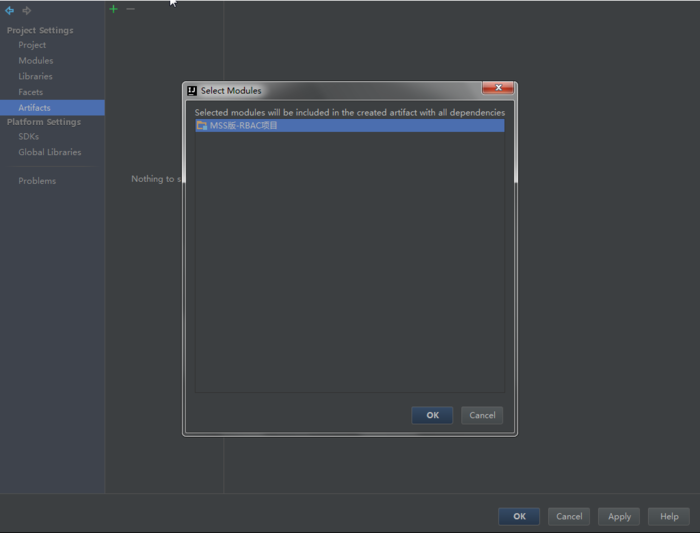 Project Settings
Project
Modules
Libraries
Facets
Artifacts
Platform Settings
SDKs
Global Libraries
Problems
Nothing to s
Select Modules
Selected modules will be included in the created artifact with all dependencies
MSS版-RBAC项目
OK
Cancel
OK
Cancel
Apply
Help